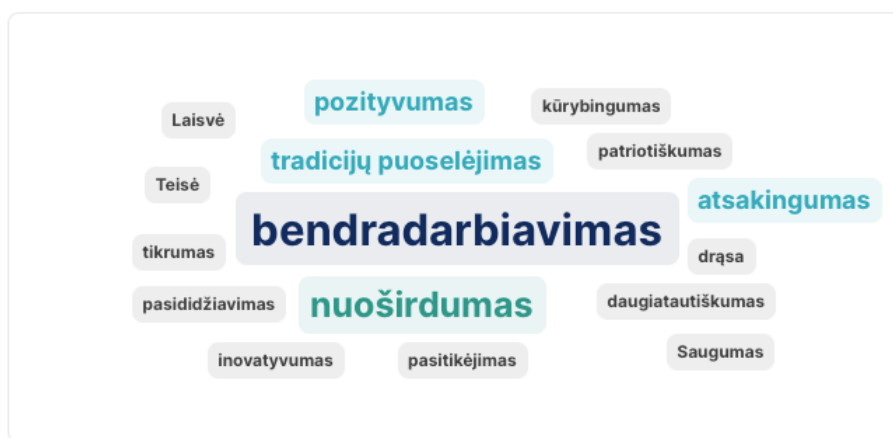 pozityvumas
kūrybingumas
Laisvė
patriotiškumas
tradicijų puoselėjimas
Teisė
atsakingumas
bendradarbiavimas
tikrumas
drąsa
pasididžiavimas
nuoširdumas
daugiatautiškumas
Saugumas
inovatyvumas
pasitikėjimas